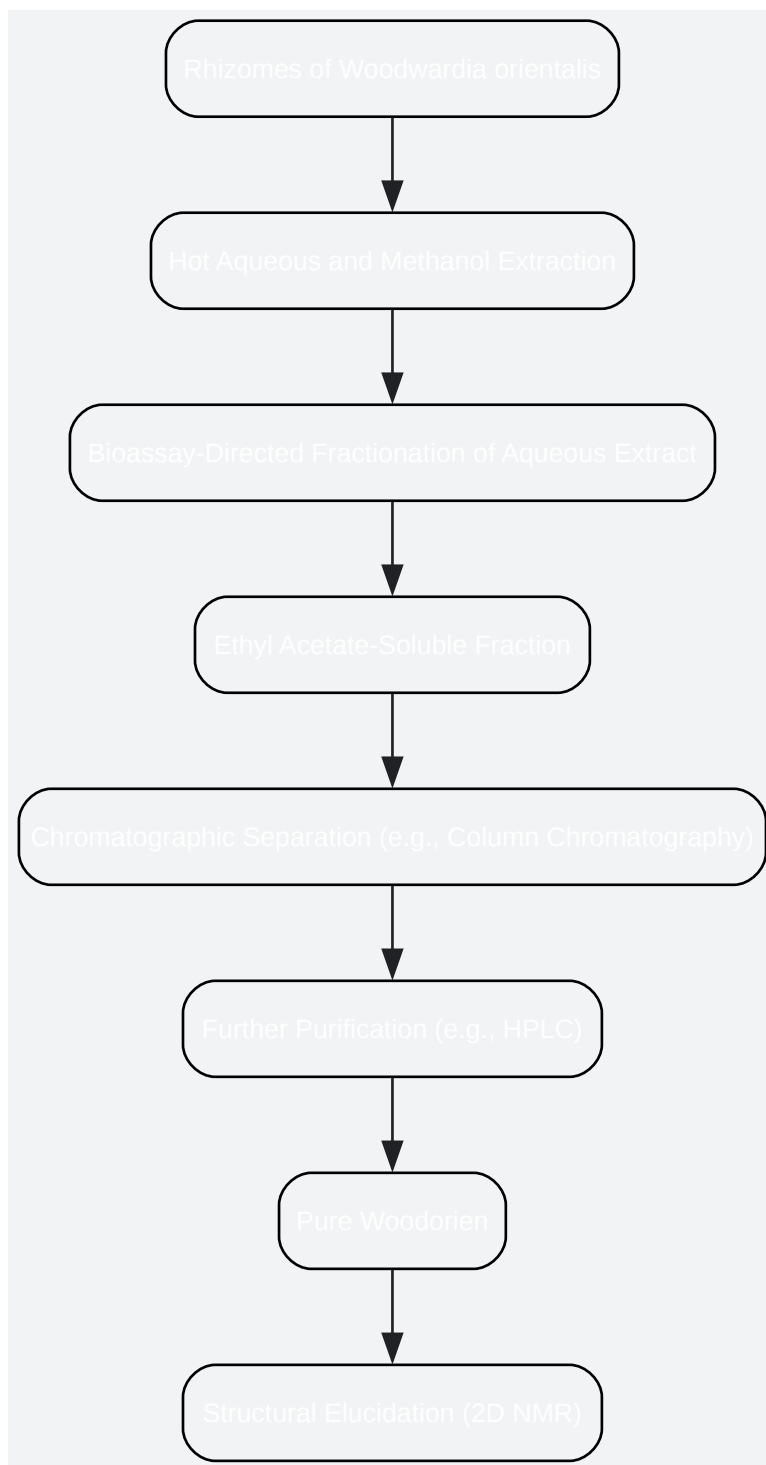 Rhizomes of Woodwardia orientalis
Hot Aqueous and Methanol Extraction
Bioassay-Directed Fractionation of Aqueous Extract
Ethyl Acetate-Soluble Fraction
Chromatographic Separation (e.g., Column Chromatography)
Further Purification (e.g., HPLC)
Pure Woodorien
Structural Elucidation (2D NMR)